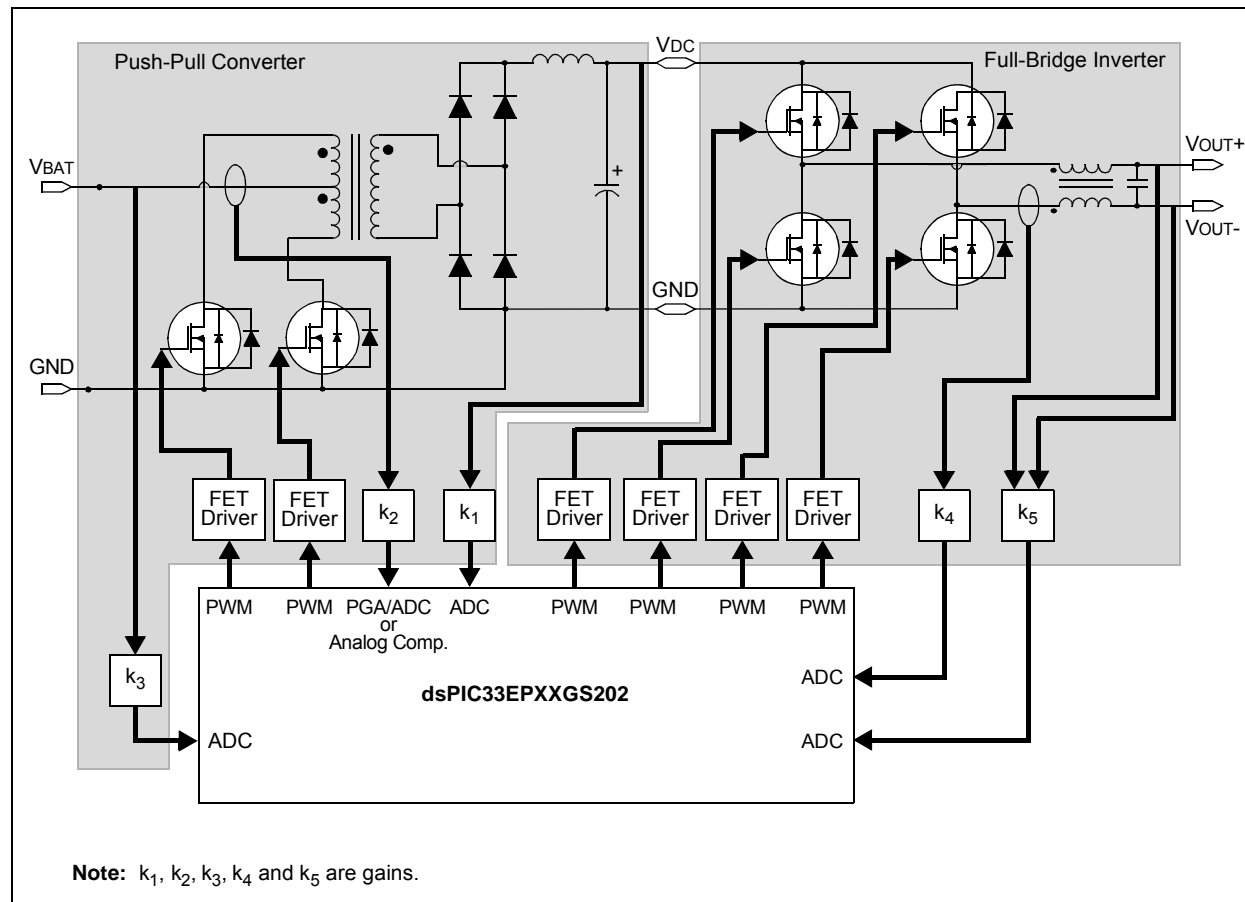 Push-Pull Converter
VDC
Full-Bridge Inverter
VBAT
VOUT+
VOUT-
GND
GND
FET
Driver
FET
Driver
k2
k1
FET
Driver
FET
Driver
FET
Driver
FET
Driver
k4
k5
PWM
PWM
PGA/ADC
or
Analog Comp.
ADC
PWM
PWM
PWM
PWM
k3
ADC
dsPIC33EPXXGS202
ADC
ADC
+
Note: k1, k2, k3, k4 and k5 are gains.